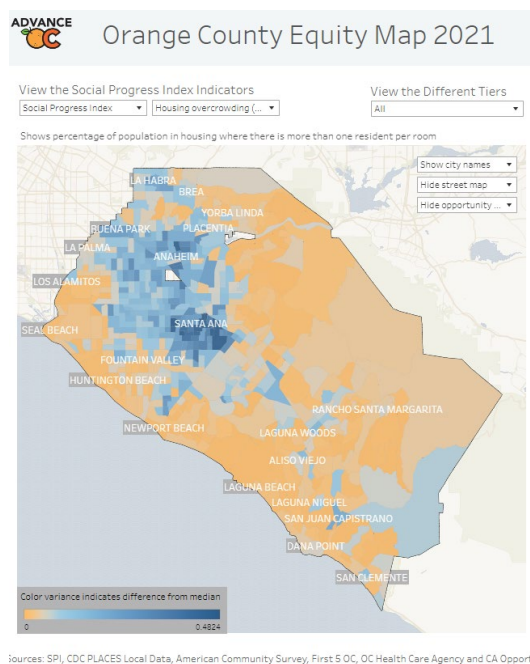 ADVANCE
OC
Orange County Equity Map 2021
View the Social Progress Index Indicators
View the Different Tiers
Social Progress Index
Housing overcrowding (...
All
Shows percentage of population in housing where there is more than one resident per room
Show city names
Hide street map
Hide opportunity ...
LA HABRA
BREA
YORBA LINDA
BUENA PARK
PLACENTIA
LA PALMA
ANAHEIM
LOS ALAMITOS
SANTA ANA
SEAL BEACH
FOUNTAIN VALLEY
HUNTINGTON BEACH
RANCHO SANTA MARGARITA
NEWPORT BEACH
LAGUNA WOODS
ALISO VIEJO
LAGUNA BEACH
LAGUNA NIGUEL
SAN JUAN CAPISTRANO
DANA POINT
SAN CLEMENTE
Color variance indicates difference from median
0
0.4824
Sources: SPI, CDC PLACES Local Data, American Community Survey, First 5 OC, OC Health Care Agency and CA Opport